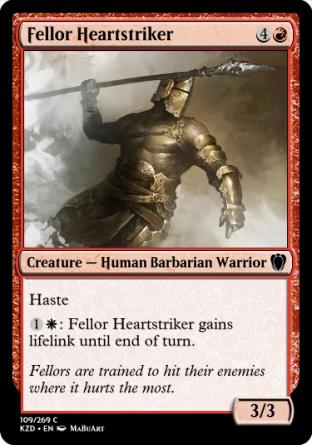 Fellor Heartstriker 4
Creature — Human Barbarian Warrior
Haste
1: Fellor Heartstriker gains
lifelink until end of turn.
Fellors are trained to hit their enemies
where it hurts the most.
3/3
109/269 C
KZD • EN MaBuArt